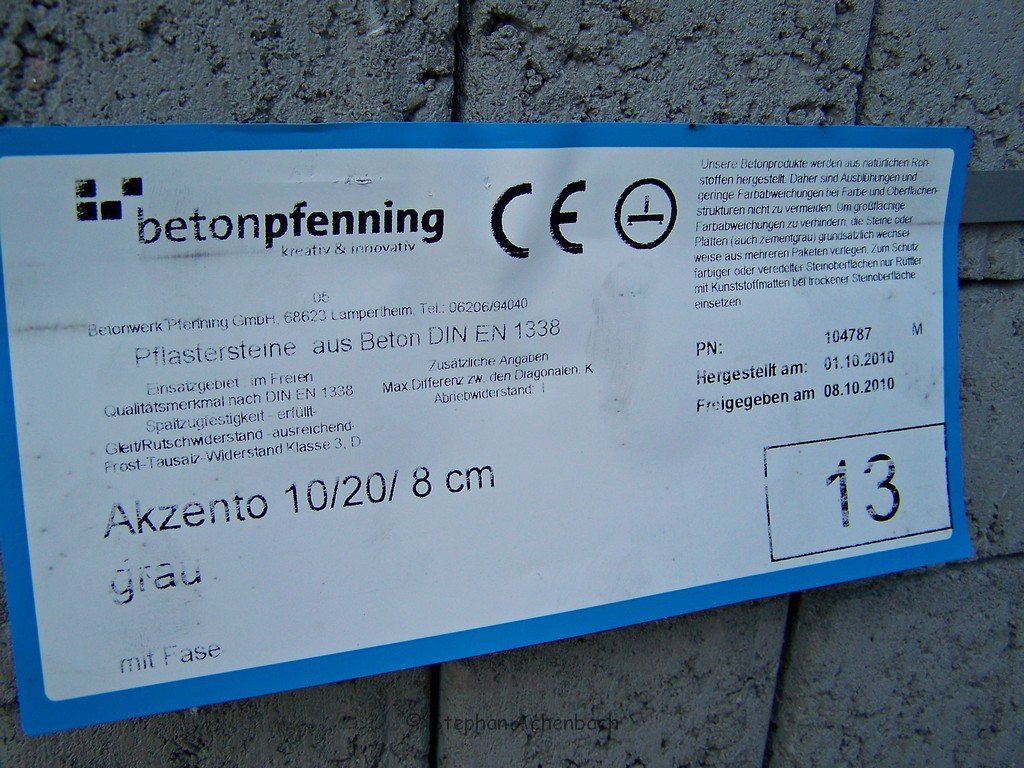 betonpfenning
kreativ & innovativ
CE
05
Betonwerk Pfenning GmbH, 68623 Lampertheim, Tel.: 06206/94040
Pflastersteine aus Beton DIN EN 1338
Einsatzgebiet im Freien
Qualitätsmerkmal nach DIN EN 1338
Spaltzugfestigkeit - erfüllt-
Gleit/Rutschwiderstand -ausreichend-
Frost-Tausalz-Widerstand Klasse 3, D
Zusätzliche Angaben
Max.Differenz zw. den Diagonalen: K
Abriebwiderstand: I
Akzento 10/20/ 8 cm
grau
mit Fase
Unsere Betonprodukte werden aus natürlichen Roh-
stoffen hergestellt. Daher sind Ausblühungen und
geringe Farbabweichungen bei Farbe und Oberflächen-
strukturen nicht zu vermeiden. Um großflächige
Farbabweichungen zu verhindern, die Steine oder
Platten (auch zementgrau) grundsätzlich wechsel-
weise aus mehreren Paketen verlegen. Zum Schutz
farbiger oder veredelter Steinoberflächen nur Rüttler
mit Kunststoffmatten bei trockener Steinoberfläche
einsetzen
PN: 104787 M
Hergestellt am: 01.10.2010
Freigegeben am 08.10.2010
13
© Stephan Achenbach